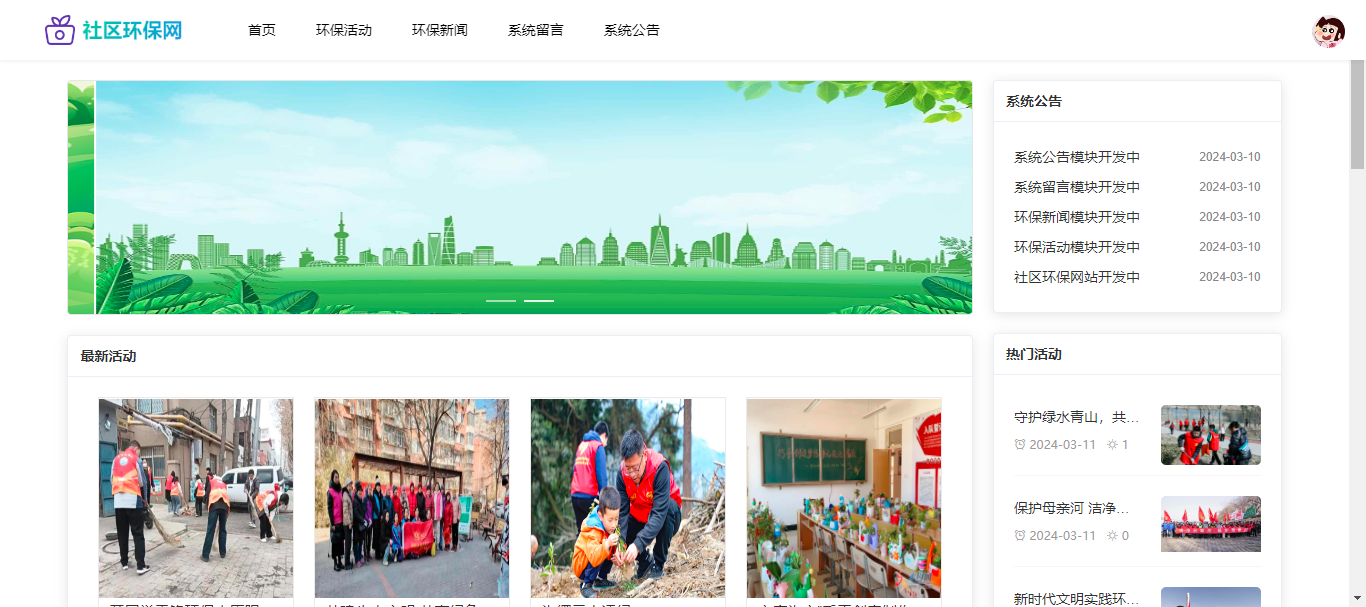 社区环保网
首页 环保活动 环保新闻 系统留言 系统公告
系统公告
系统公告模块开发中 2024-03-10
系统留言模块开发中 2024-03-10
环保新闻模块开发中 2024-03-10
环保活动模块开发中 2024-03-10
社区环保网站开发中 2024-03-10
最新活动
热门活动
守护绿水青山，共…
2024-03-11 1
保护母亲河 洁净…
2024-03-11 0
新时代文明实践环…